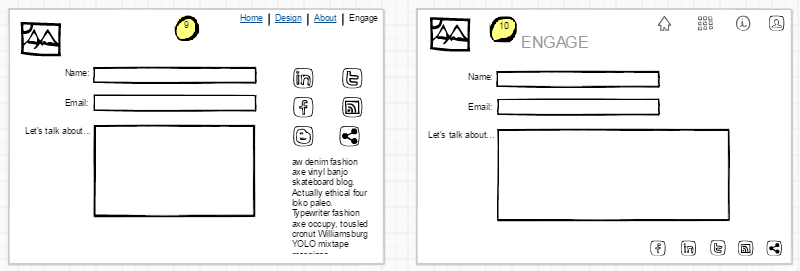 9
Home | Design | About | Engage
Name:
Email:
Let's talk about...
in
t
f
aw denim fashion
axe vinyl banjo
skateboard blog.
Actually ethical four
loko paleo.
Typewriter fashion
axe occupy, tousled
cronut Williamsburg
YOLO mixtape
10
ENGAGE
i
Name:
Email:
Let's talk about...
f
in
t